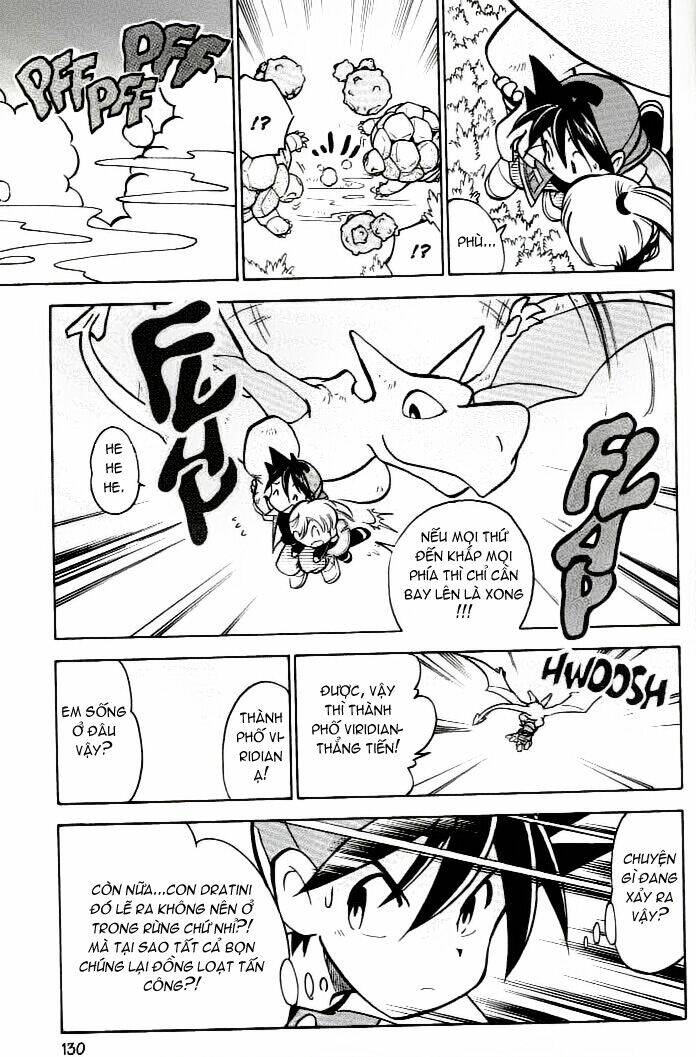 PFF
PFF
PFF
!?
!?
PHÙ...
FLAP
HE
HE
HE.
NẾU MỌI THỨ
ĐẾN KHẮP MỌI
PHÍA THÌ CHỈ CẦN
BAY LÊN LÀ XONG
!!!
FLAP
EM SỐNG
Ở ĐÂU
VẬY?
THÀNH
PHỐ VI-
RIDIAN
Ạ!
ĐƯỢC, VẬY
THÌ THÀNH
PHỐ VIRIDIAN-
THẲNG
TIẾN!
HWOOSH
CÒN NỮA...CON DRATINI
ĐÓ LẼ RA KHÔNG NÊN Ở
TRONG RỪNG CHỨ NHỈ?!
MÀ TẠI SAO TẤT CẢ BỌN
CHÚNG LẠI ĐỒNG LOẠT TẤN
CÔNG?!
CHUYỆN
GÌ ĐANG
XẢY RA
VẬY?
130